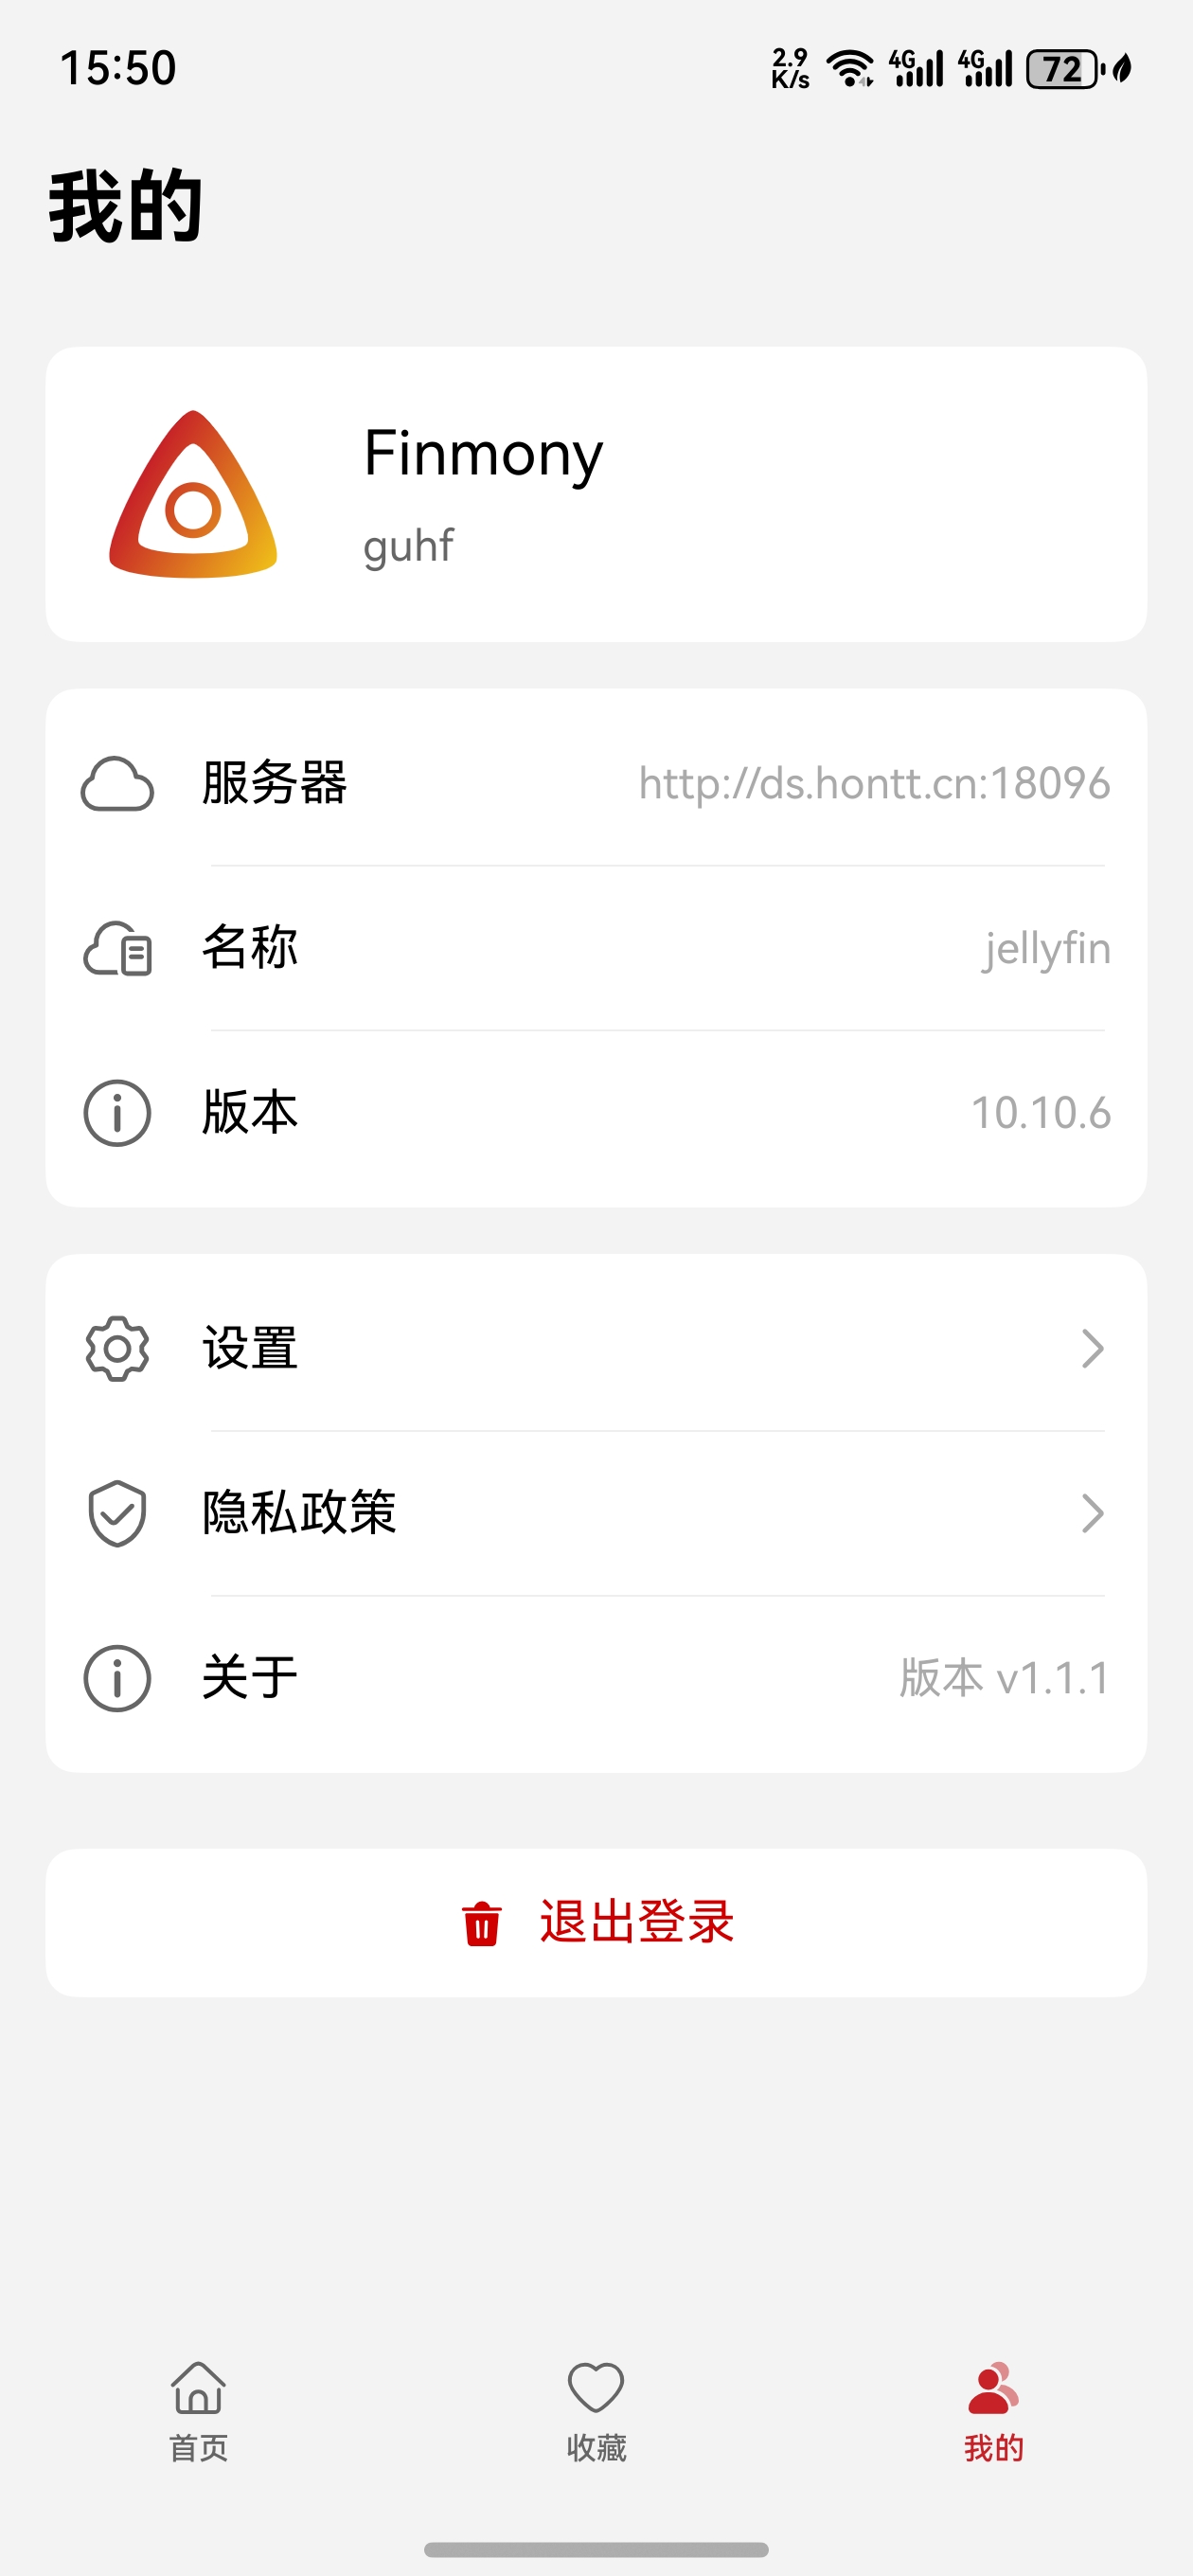 15:50
2.9
K/s
4G
4G
72
我的
Finmony
guhf
服务器 http://ds.hontt.cn:18096
名称 jellyfin
版本 10.10.6
设置
隐私政策
关于 版本 v1.1.1
退出登录
首页 收藏 我的